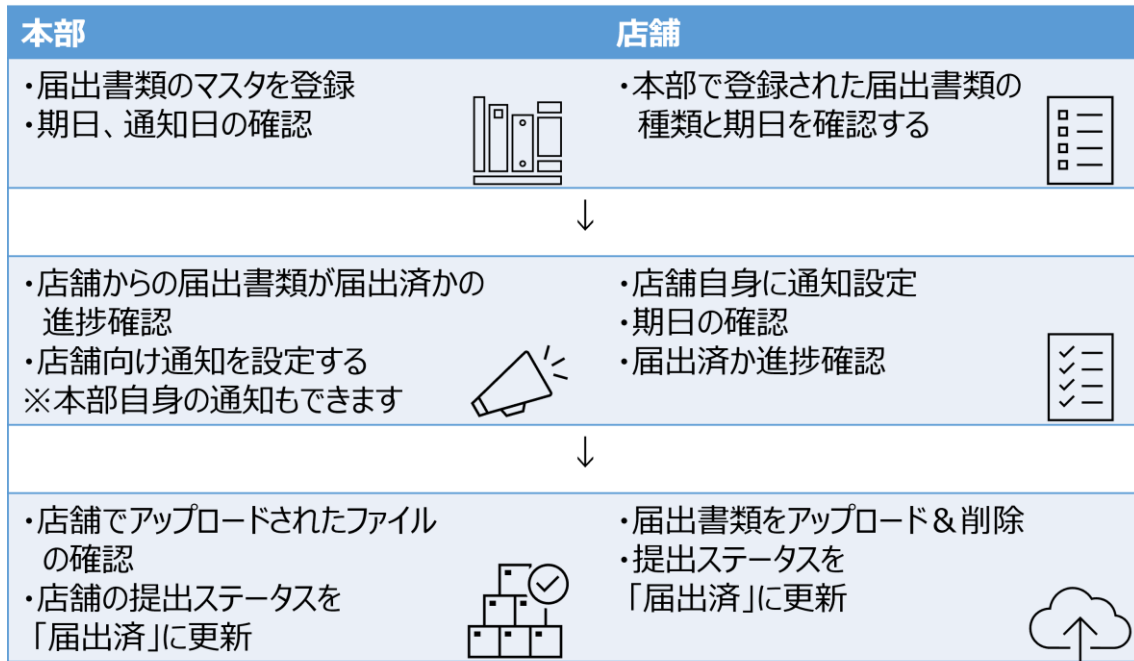 本部
店舗
・届出書類のマスタを登録
・期日、通知日の確認
・本部で登録された届出書類の
種類と期日を確認する
↓
・店舗からの届出書類が届出済かの
進捗確認
・店舗向け通知を設定する
※本部自身の通知もできます
・店舗自身に通知設定
・期日の確認
・届出済か進捗確認
↓
・店舗でアップロードされたファイル
の確認
・店舗の提出ステータスを
「届出済」に更新
・届出書類をアップロード＆削除
・提出ステータスを
「届出済」に更新